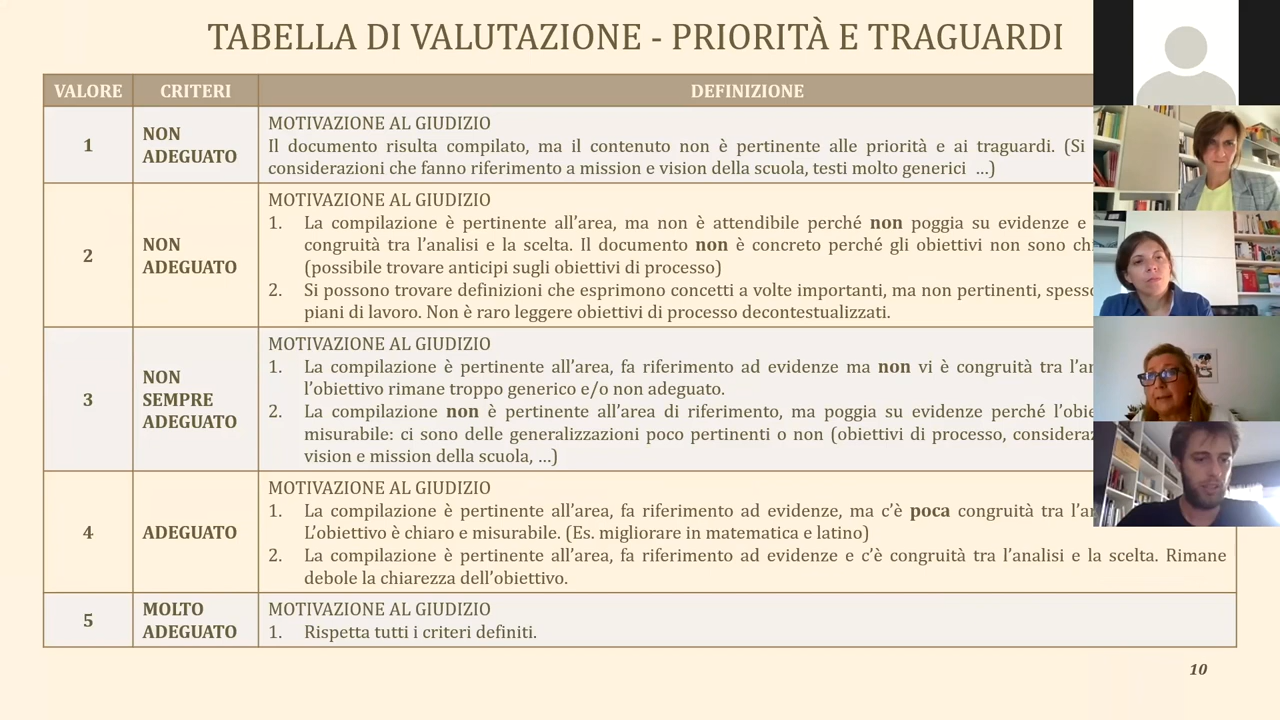 TABELLA DI VALUTAZIONE - PRIORITÀ E TRAGUARDI
VALORE CRITERI DEFINIZIONE
1
NON
ADEGUATO
MOTIVAZIONE AL GIUDIZIO
Il documento risulta compilato, ma il contenuto non è pertinente alle priorità e ai traguardi. (Si
considerazioni che fanno riferimento a mission e vision della scuola, testi molto generici …)
2
NON
ADEGUATO
MOTIVAZIONE AL GIUDIZIO
1. La compilazione è pertinente all’area, ma non è attendibile perché non poggia su evidenze e
congruità tra l’analisi e la scelta. Il documento non è concreto perché gli obiettivi non sono
(possibile trovare anticipi sugli obiettivi di processo)
2. Si possono trovare definizioni che esprimono concetti a volte importanti, ma non pertinenti, spesso
piani di lavoro. Non è raro leggere obiettivi di processo decontestualizzati.
3
NON
SEMPRE
ADEGUATO
MOTIVAZIONE AL GIUDIZIO
1. La compilazione è pertinente all’area, fa riferimento ad evidenze ma non vi è congruità tra
l’obiettivo rimane troppo generico e/o non adeguato.
2. La compilazione non è pertinente all’area di riferimento, ma poggia su evidenze perché
misurabile: ci sono delle generalizzazioni poco pertinenti o non (obiettivi di processo,
vision e mission della scuola, …)
4
ADEGUATO
MOTIVAZIONE AL GIUDIZIO
1. La compilazione è pertinente all’area, fa riferimento ad evidenze, ma c’è poca congruità tra
L’obiettivo è chiaro e misurabile. (Es. migliorare in matematica e latino)
2. La compilazione è pertinente all’area, fa riferimento ad evidenze e c’è congruità tra l’analisi e la scelta. Rimane
debole la chiarezza dell’obiettivo.
5
MOLTO
ADEGUATO
MOTIVAZIONE AL GIUDIZIO
1. Rispetta tutti i criteri definiti.
10